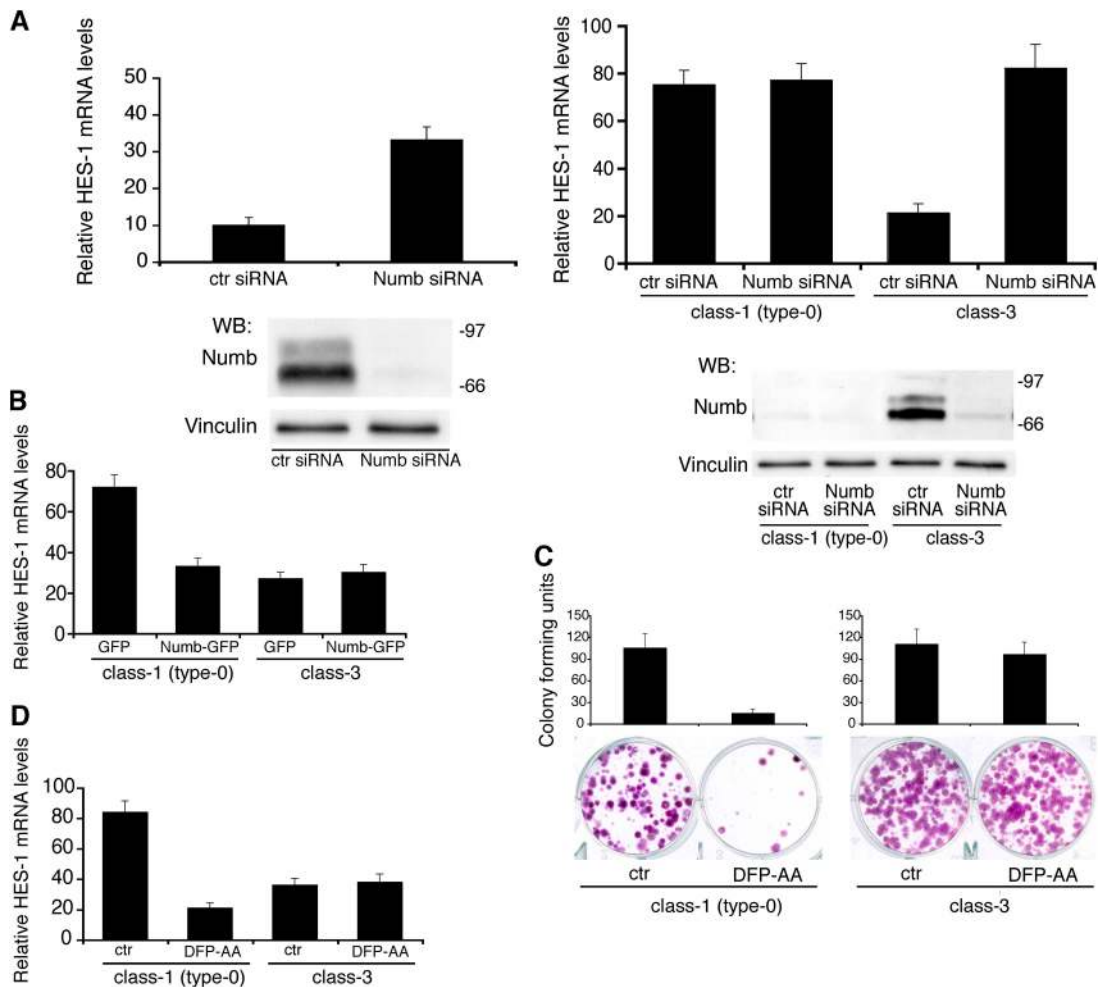 A
Relative HES-1 mRNA levels
50
40
30
20
10
0
ctr siRNA Numb siRNA
WB:
Numb
-97
-66
Vinculin
ctr siRNA Numb siRNA
Relative HES-1 mRNA levels
100
80
60
40
20
0
ctr siRNA Numb siRNA ctr siRNA Numb siRNA
class-1 (type-0) class-3
WB:
Numb
-97
-66
Vinculin
ctr Numb ctr Numb
siRNA siRNA siRNA siRNA
class-1 (type-0) class-3
B
Relative HES-1 mRNA levels
80
60
40
20
0
GFP Numb-GFP GFP Numb-GFP
class-1 (type-0) class-3
C
Colony forming units
150
120
90
60
30
0
150
120
90
60
30
0
ctr DFP-AA ctr DFP-AA
class-1 (type-0) class-3
D
Relative HES-1 mRNA levels
100
80
60
40
20
0
ctr DFP-AA ctr DFP-AA
class-1 (type-0) class-3